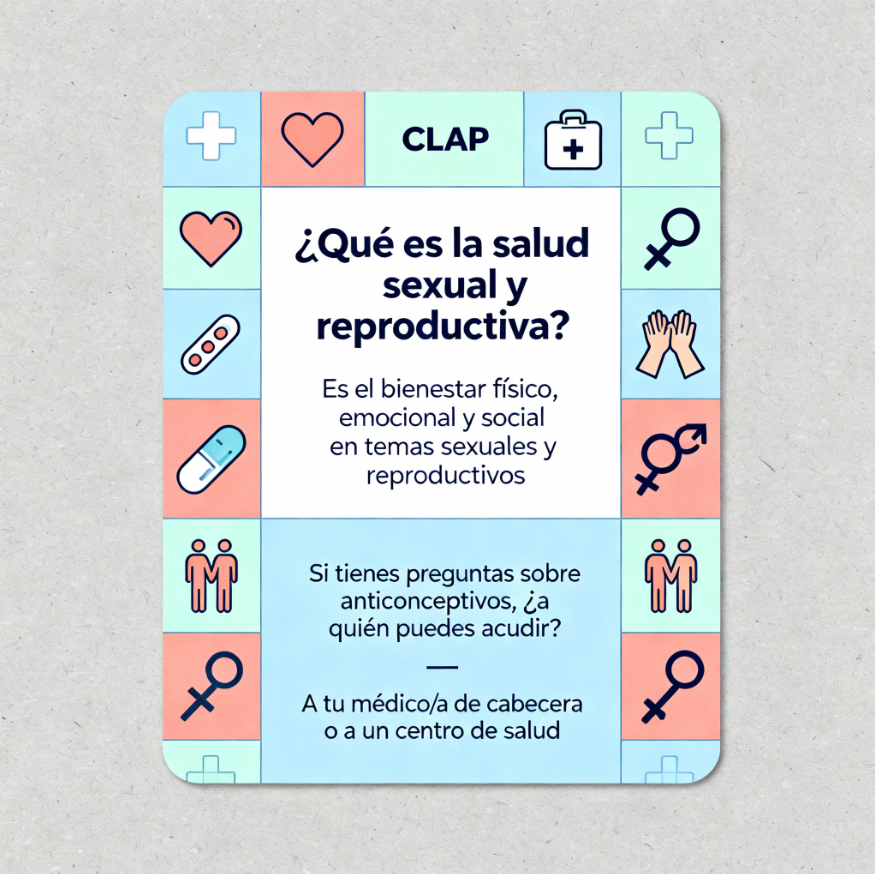 CLAP
¿Qué es la salud
sexual y
reproductiva?
Es el bienestar físico,
emocional y social
en temas sexuales y
reproductivos
Si tienes preguntas sobre
anticonceptivos, ¿a
quién puedes acudir?
—
A tu médico/a de cabecera
o a un centro de salud